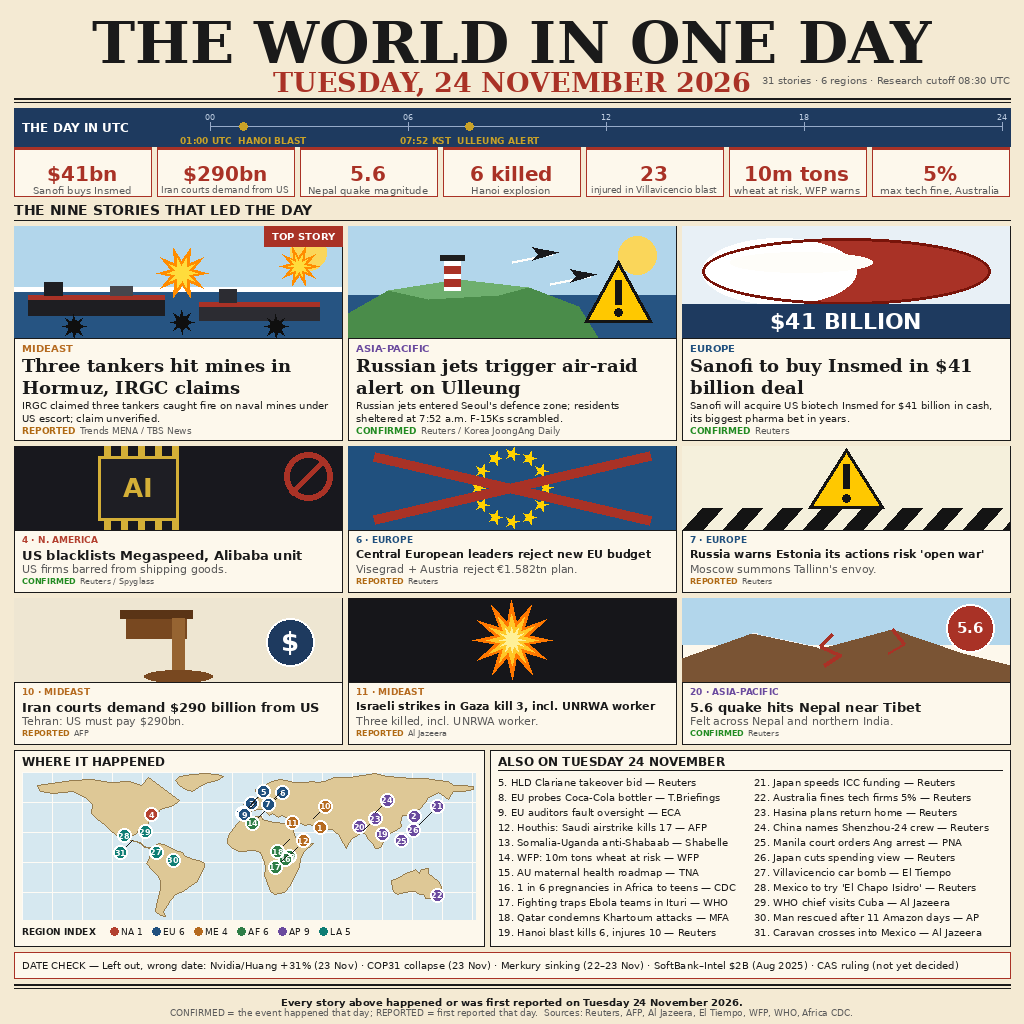 THE WORLD IN ONE DAY
TUESDAY, 24 NOVEMBER 2026
31 stories · 6 regions · Research cutoff 08:30 UTC
THE DAY IN UTC
00 06 12 18 24
01:00 UTC HANOI BLAST
07:52 KST ULLEUNG ALERT
$41bn
Sanofi buys Insmed
$290bn
Iran courts demand from US
5.6
Nepal quake magnitude
6 killed
Hanoi explosion
23
injured in Villavicencio blast
10m tons
wheat at risk, WFP warns
5%
max tech fine, Australia
THE NINE STORIES THAT LED THE DAY
TOP STORY
MIDEAST
Three tankers hit mines in
Hormuz, IRGC claims
IRGC claimed three tankers caught fire on naval mines under
US escort; claim unverified.
REPORTED Trends MENA / TBS News
ASIA-PACIFIC
Russian jets trigger air-raid
alert on Ulleung
Russian jets entered Seoul's defence zone; residents
sheltered at 7:52 a.m. F-15Ks scrambled.
CONFIRMED Reuters / Korea JoongAng Daily
$41 BILLION
EUROPE
Sanofi to buy Insmed in $41
billion deal
Sanofi will acquire US biotech Insmed for $41 billion in cash,
its biggest pharma bet in years.
CONFIRMED Reuters
AI
4 · N. AMERICA
US blacklists Megaspeed, Alibaba unit
US firms barred from shipping goods.
CONFIRMED Reuters / Spyglass
6 · EUROPE
Central European leaders reject new EU budget
Visegrad + Austria reject €1.582tn plan.
REPORTED Reuters
7 · EUROPE
Russia warns Estonia its actions risk 'open war'
Moscow summons Tallinn's envoy.
REPORTED Reuters
$
10 · MIDEAST
Iran courts demand $290 billion from US
Tehran: US must pay $290bn.
REPORTED AFP
11 · MIDEAST
Israeli strikes in Gaza kill 3, incl. UNRWA worker
Three killed, incl. UNRWA worker.
REPORTED Al Jazeera
5.6
20 · ASIA-PACIFIC
5.6 quake hits Nepal near Tibet
Felt across Nepal and northern India.
CONFIRMED Reuters
WHERE IT HAPPENED
5 6
7
10 24 21
9
4 14 11 1 23 2
28 29 20 19 26
12 25
31 27 30
17
22
REGION INDEX NA 1 EU 6 ME 4 AF 6 AP 9 LA 5
ALSO ON TUESDAY 24 NOVEMBER
5. HLD Clariane takeover bid — Reuters
8. EU probes Coca-Cola bottler — T.Briefings
9. EU auditors fault oversight — ECA
12. Houthis: Saudi airstrike kills 17 — AFP
13. Somalia-Uganda anti-Shabaab — Shabelle
14. WFP: 10m tons wheat at risk — WFP
15. AU maternal health roadmap — TNA
16. 1 in 6 pregnancies in Africa to teens — CDC
17. Fighting traps Ebola teams in Ituri — WHO
18. Qatar condemns Khartoum attacks — MFA
19. Hanoi blast kills 6, injures 10 — Reuters
21. Japan speeds ICC funding — Reuters
22. Australia fines tech firms 5% — Reuters
23. Hasina plans return home — Reuters
24. China names Shenzhou-24 crew — Reuters
25. Manila court orders Ang arrest — PNA
26. Japan cuts spending view — Reuters
27. Villavicencio car bomb — El Tiempo
28. Mexico to try 'El Chapo Isidro' — Reuters
29. WHO chief visits Cuba — Al Jazeera
30. Man rescued after 11 Amazon days — AP
31. Caravan crosses into Mexico — Al Jazeera
DATE CHECK — Left out, wrong date: Nvidia/Huang +31% (23 Nov) · COP31 collapse (23 Nov) · Merkury sinking (22–23 Nov) · SoftBank–Intel $2B (Aug 2025) · CAS ruling (not yet decided)
Every story above happened or was first reported on Tuesday 24 November 2026.
CONFIRMED = the event happened that day; REPORTED = first reported that day. Sources: Reuters, AFP, Al Jazeera, El Tiempo, WFP, WHO, Africa CDC.